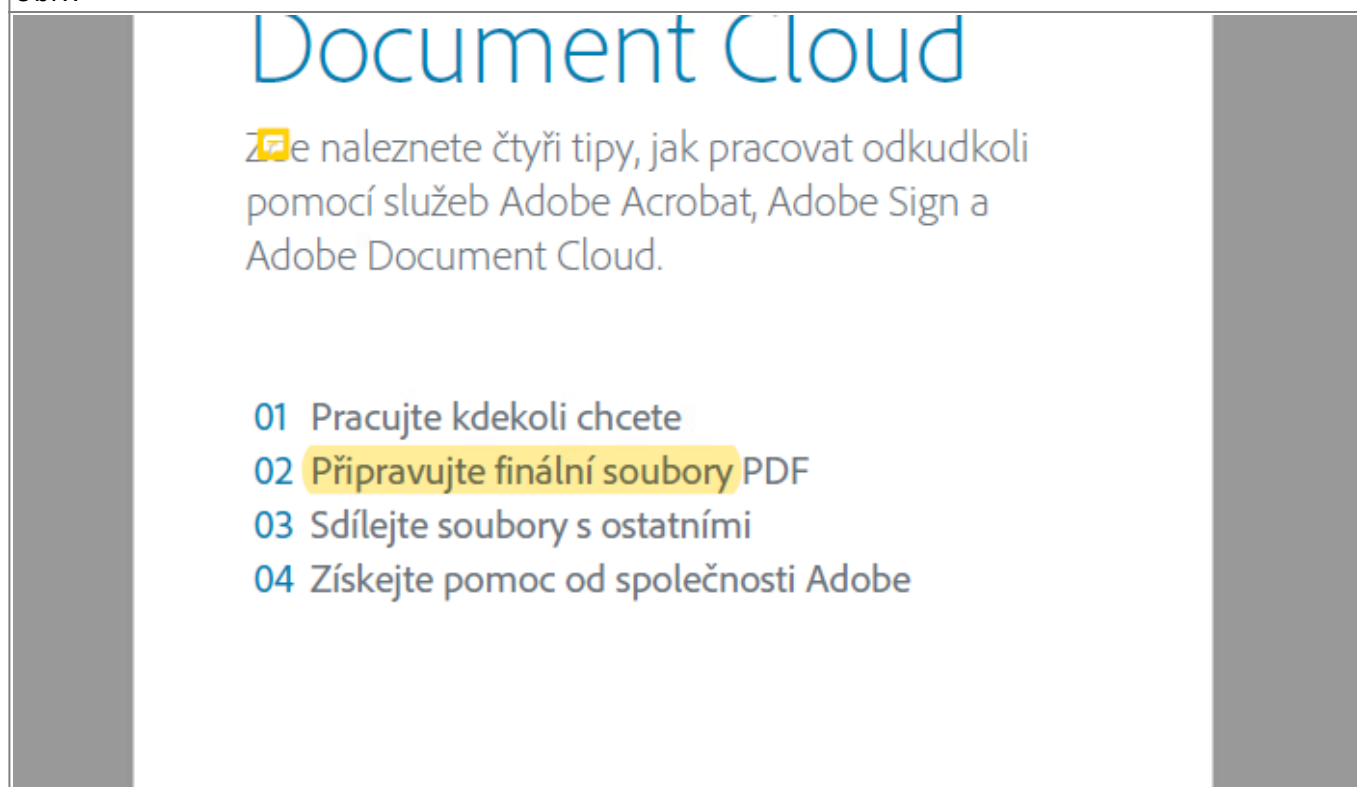 Document Cloud
naleznete čtyři tipy, jak pracovat odkudkoli
pomocí služeb Adobe Acrobat, Adobe Sign a
Adobe Document Cloud.
01 Pracujte kdekoli chcete
02 Připravujte finální soubory PDF
03 Sdílejte soubory s ostatními
04 Získejte pomoc od společnosti Adobe